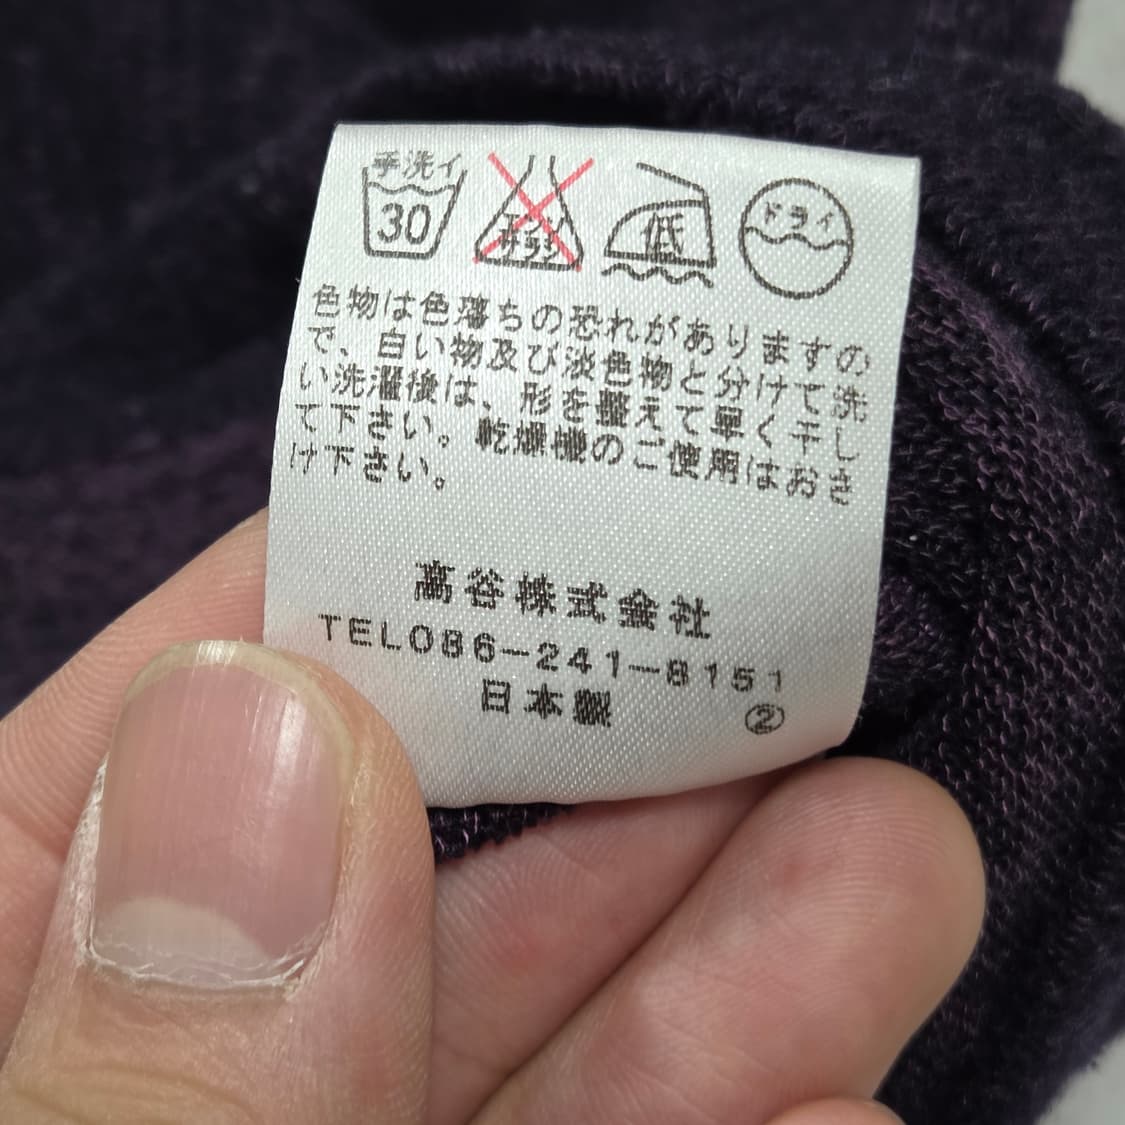 手洗イ
30
エンソ
サラシ
低
ドライ
色物は色落ちの恐れがありますの
で、白い物及び淡色物と分けて洗
い洗濯後は、形を整えて早く干し
て下さい。乾燥機のご使用はおさ
け下さい。
高谷株式会社
TEL086-241-8151
日本製
②